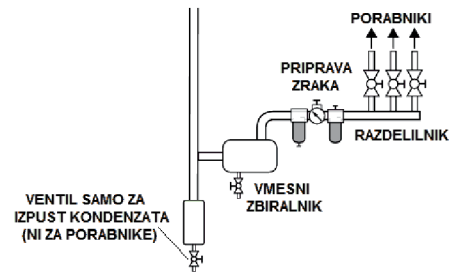 PORABNIKI
PRIPRAVA
ZRAKA
RAZDELILNIK
VMESNI
ZBIRALNIK
VENTIL SAMO ZA
IZPUST KONDENZATA
(NI ZA PORABNIKE)